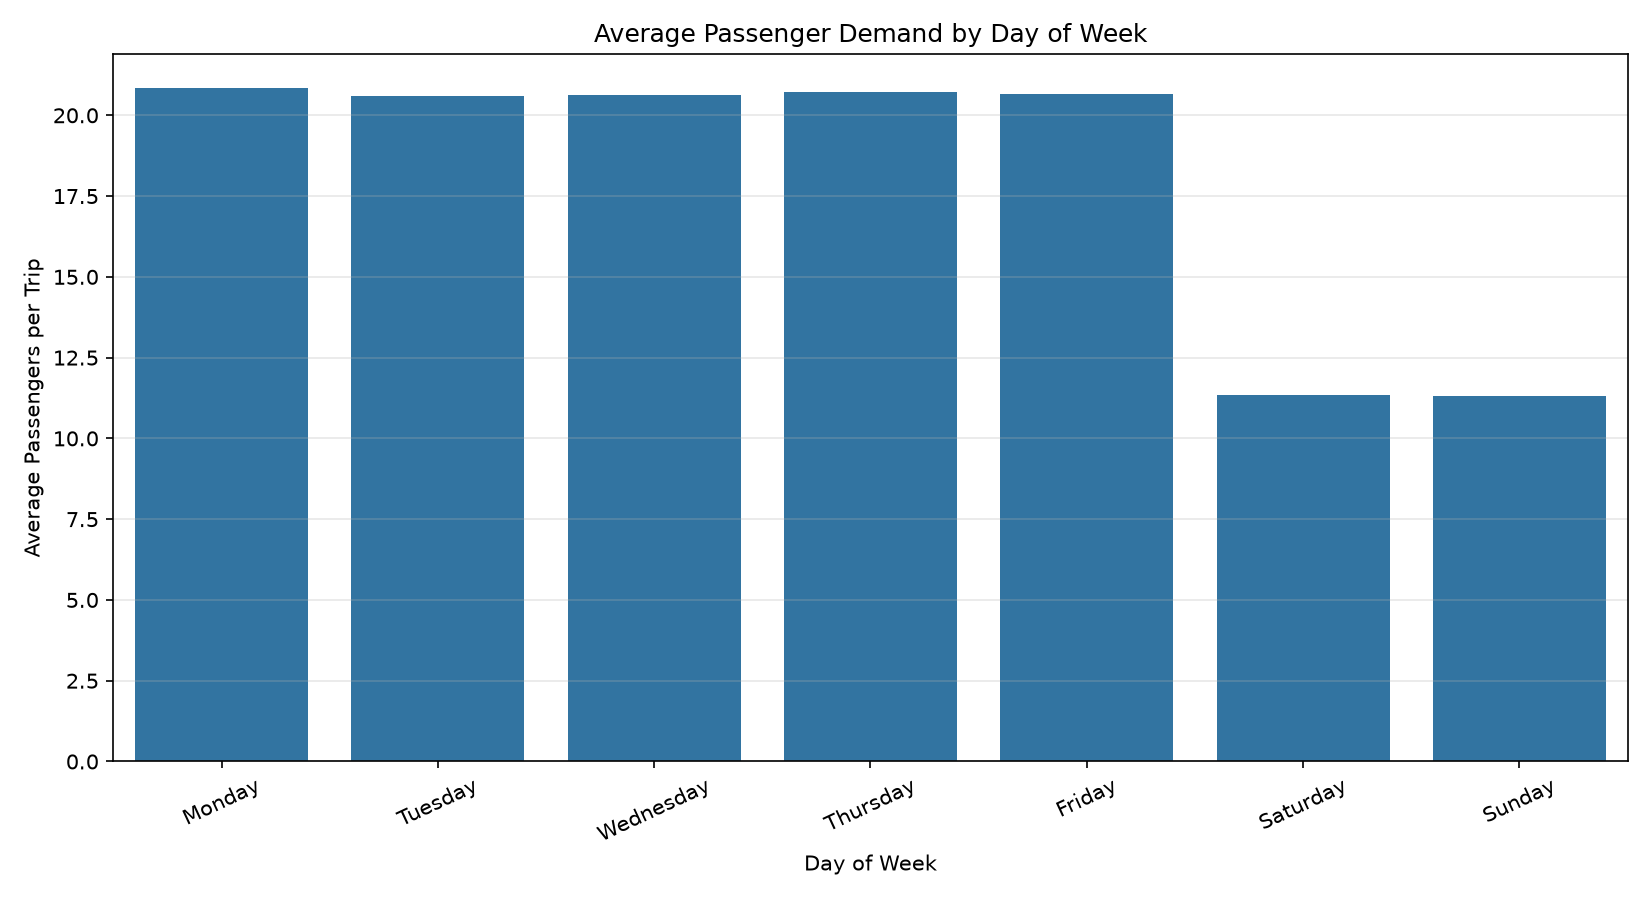 Average Passenger Demand by Day of Week
Average Passengers per Trip
20.0
17.5
15.0
12.5
10.0
7.5
5.0
2.5
0.0
Monday
Tuesday
Wednesday
Thursday
Friday
Saturday
Sunday
Day of Week